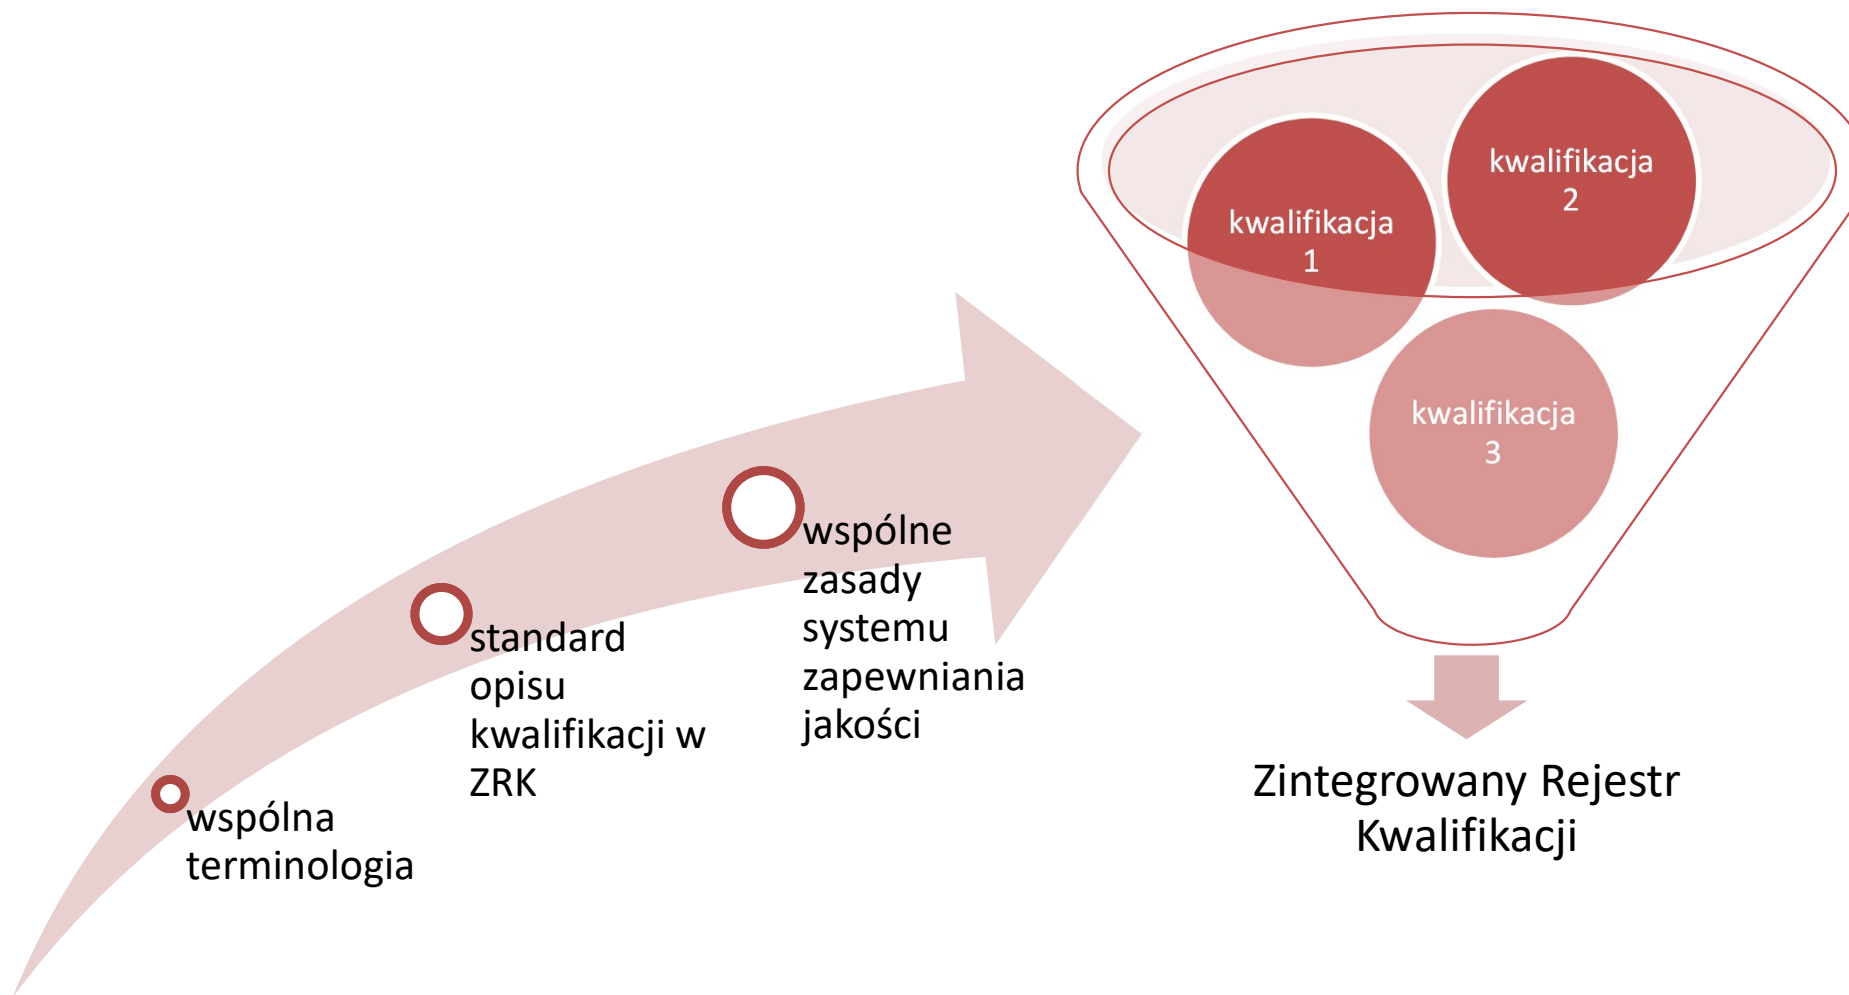 wspólna
terminologia
standard
opisu
kwalifikacji w
ZRK
wspólne
zasady
systemu
zapewniania
jakości
kwalifikacja
1
kwalifikacja
2
kwalifikacja
3
Zintegrowany Rejestr
Kwalifikacji